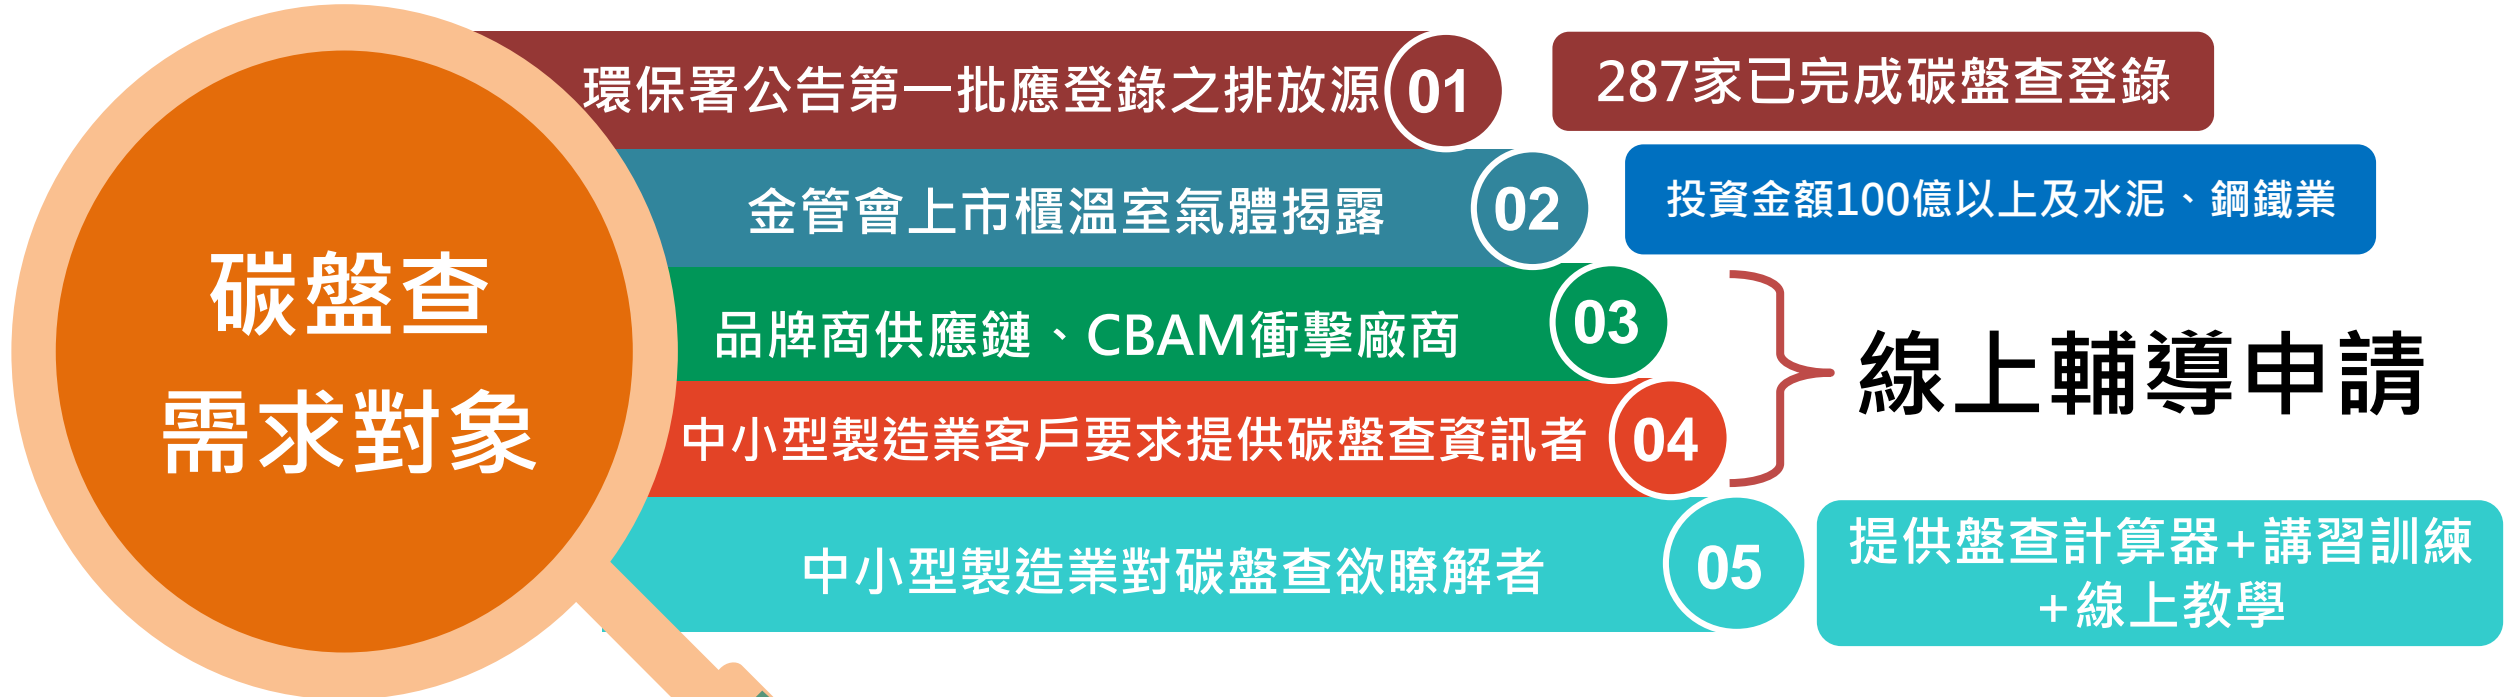 碳盤查
需求對象
環保署公告第一批應盤查之排放源
01
287家已完成盤查登錄
金管會上市櫃溫室氣體揭露
02
股資金額100億以上及水泥、鋼鐵業
品牌商供應鏈、CBAM衝擊廠商
03
中小型製造業因客戶要求提供碳盤查資訊者
04
線上輔導申請
中小型製造業對碳盤查没瞭解者
05
提供盤查計算器+講習訓練
+線上教學